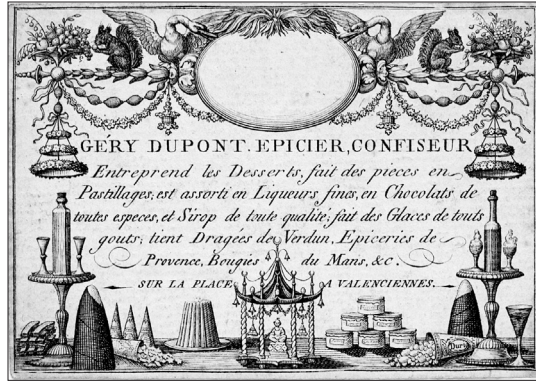 GÉRY DUPONT. EPICIER, CONFISEUR
Entreprend les Desserts, fait des pieces en
Pastillages; est assorti en Liqueurs fines, en Chocolats de
toutes especes, et Sirop de toute qualité; fait des Glaces de touts
gouts; tient Dragées de Verdun, Epiceries de
Provence, Bougies du Mans, &c.
SUR LA PLACE A VALENCIENNES.